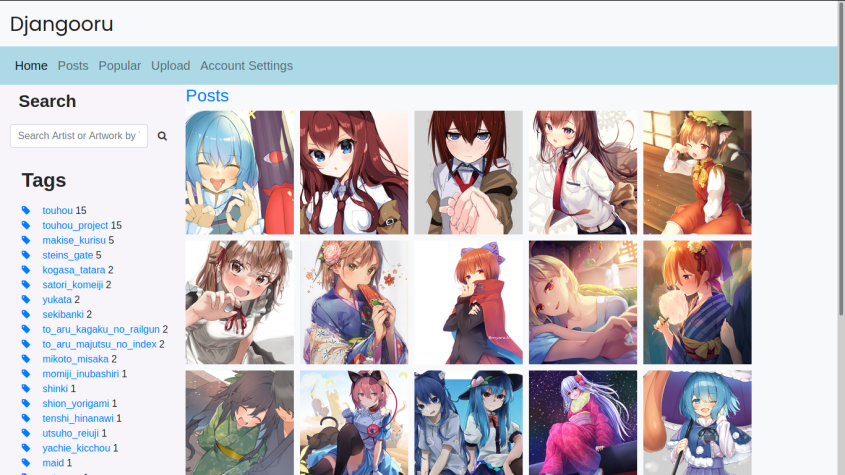 Djangooru
Home Posts Popular Upload Account Settings
Search
Search Artist or Artwork by
Tags
touhou 15
touhou_project 15
makise_kurisu 5
steins_gate 5
kogasa_tatara 2
satori_komeiji 2
yukata 2
sekibanki 2
to_aru_kagaku_no_railgun 2
to_aru_majutsu_no_index 2
mikoto_misaka 2
momiji_inubashiri 1
shinki 1
shion_yorigami 1
tenshi_hinanawi 1
utsuho_reiuji 1
yachie_kicchou 1
maid 1
Posts